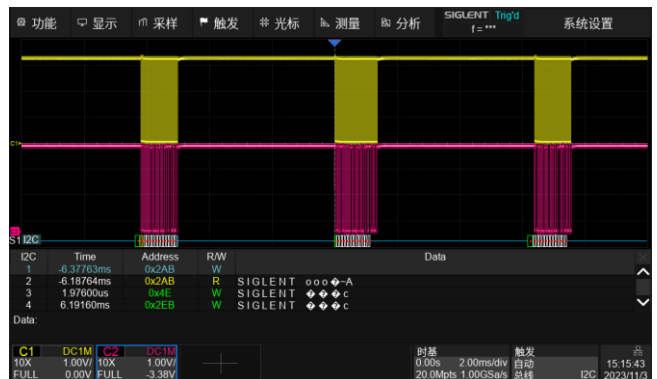 功能 显示 采样 触发 光标 测量 分析 SIGLENT Trig'd 系统设置
f = ***
C1
S1 I2C
I2C Time Address R/W Data
1 -6.37763ms 0x2AB W
2 -6.18764ms 0x2AB R SIGLENT ooo�~A
3 1.97600us 0x4E W SIGLENT ���c
4 6.19160ms 0x2EB W SIGLENT ���c
Data:
C1 DC1M C2 DC1M 时基 触发
10X 1.00V/ 10X 1.00V/ 0.00s 2.00ms/div 自动 15:15:43
FULL 0.00V FULL -3.38V 20.0Mpts 1.00GSa/s 总线 I2C 2023/11/3